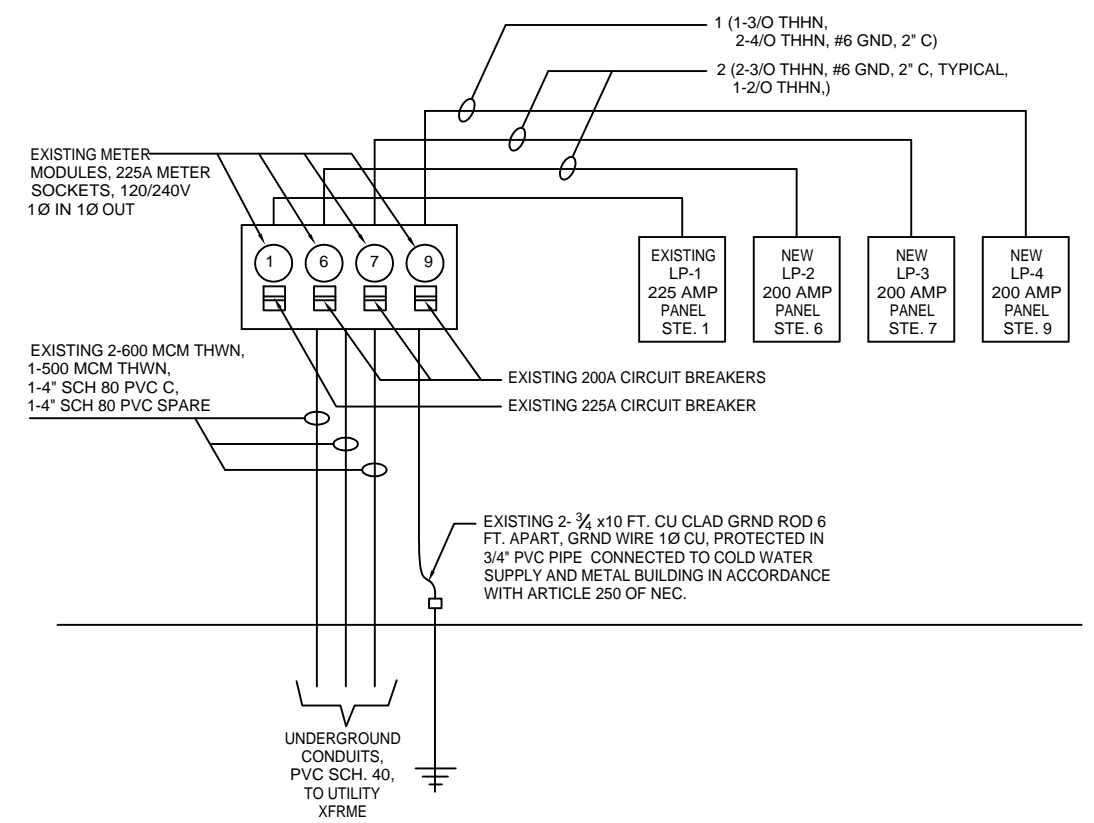 1 (1-3/O THHN,
2-4/O THHN, #6 GND, 2" C)
2 (2-3/O THHN, #6 GND, 2" C, TYPICAL,
1-2/O THHN,)
EXISTING METER
MODULES, 225A METER
SOCKETS, 120/240V
1Ø IN 1Ø OUT
1
6
7
9
EXISTING
LP-1
225 AMP
PANEL
STE. 1
NEW
LP-2
200 AMP
PANEL
STE. 6
NEW
LP-3
200 AMP
PANEL
STE. 7
NEW
LP-4
200 AMP
PANEL
STE. 9
EXISTING 2-600 MCM THWN,
1-500 MCM THWN,
1-4" SCH 80 PVC C,
1-4" SCH 80 PVC SPARE
EXISTING 200A CIRCUIT BREAKERS
EXISTING 225A CIRCUIT BREAKER
EXISTING 2- ¾ x10 FT. CU CLAD GRND ROD 6
FT. APART, GRND WIRE 1Ø CU, PROTECTED IN
3/4" PVC PIPE CONNECTED TO COLD WATER
SUPPLY AND METAL BUILDING IN ACCORDANCE
WITH ARTICLE 250 OF NEC.
UNDERGROUND
CONDUITS,
PVC SCH. 40,
TO UTILITY
XFRME